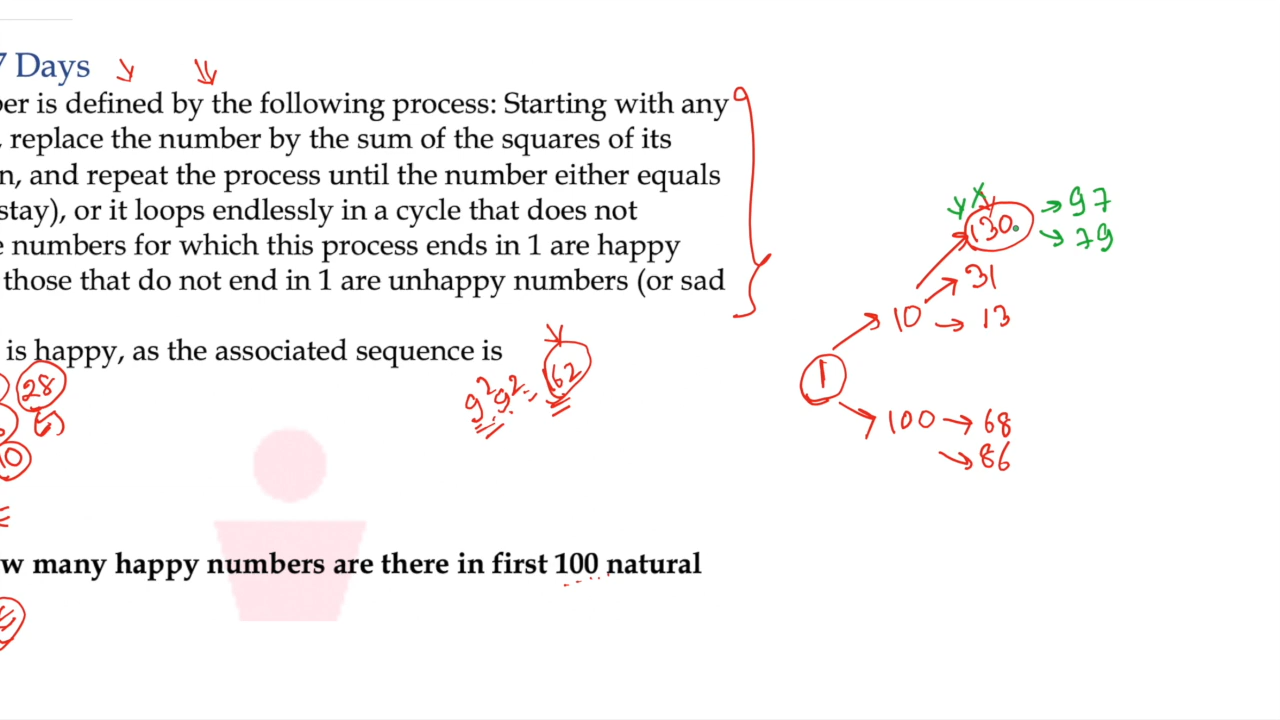 7 Days
ber is defined by the following process: Starting with any
, replace the number by the sum of the squares of its
n, and repeat the process until the number either equals
stay), or it loops endlessly in a cycle that does not
e numbers for which this process ends in 1 are happy
those that do not end in 1 are unhappy numbers (or sad
is happy, as the associated sequence is
28
10
9² 9² = 162
w many happy numbers are there in first 100 natural
130 → 97
→ 79
31
10 → 13
1
100 → 68
→ 86